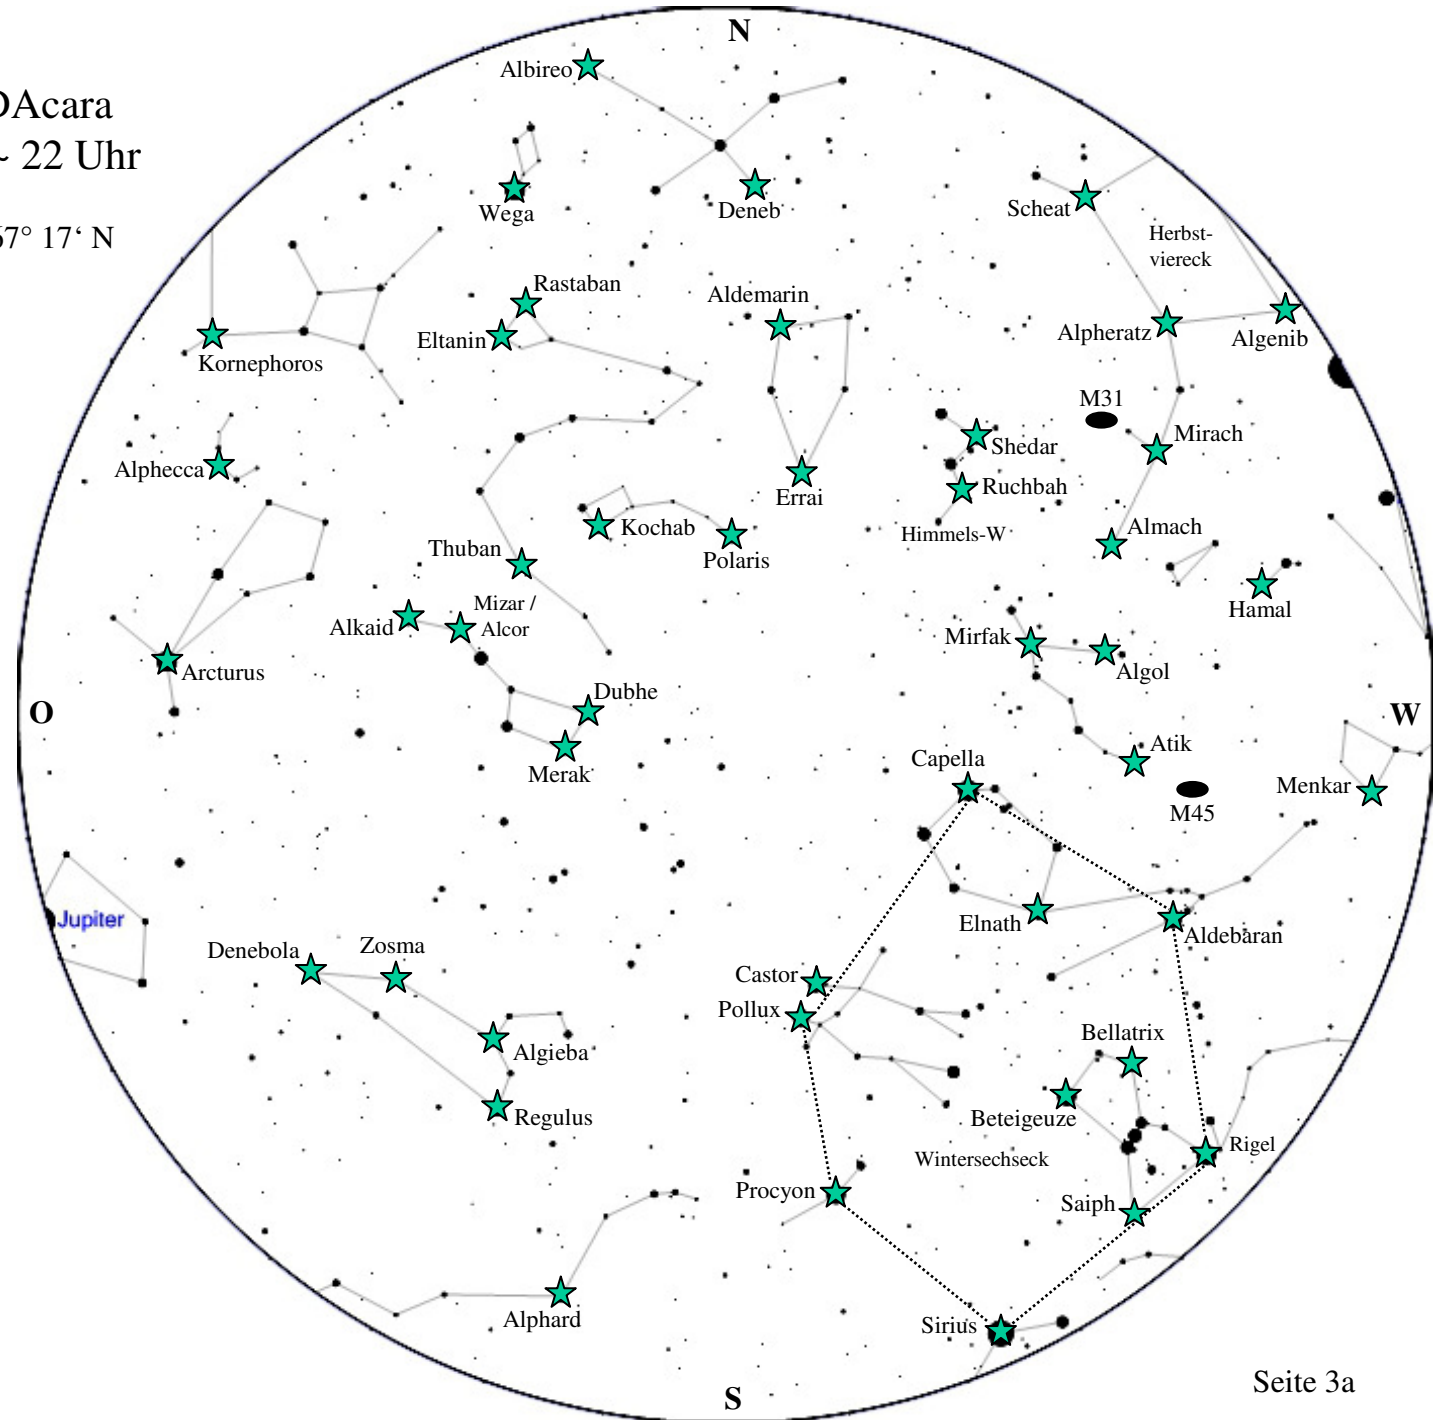 N
Albireo
DAcara
~ 22 Uhr
67° 17‘ N
Wega
Deneb
Scheat
Herbst-
viereck
Rastaban
Aldemarin
Eltanin
Alpheratz
Algenib
Kornephoros
M31
Mirach
Shedar
Alphecca
Errai
Ruchbah
Kochab
Himmels-W
Almach
Thuban
Polaris
Mizar /
Alcor
Alkaid
Hamal
Mirfak
Arcturus
Algol
Dubhe
O
W
Atik
Capella
Merak
Menkar
M45
Jupiter
Elnath
Aldebaran
Denebola
Zosma
Castor
Pollux
Bellatrix
Algieba
Regulus
Beteigeuze
Wintersechseck
Rigel
Procyon
Saiph
Alphard
Sirius
Seite 3a
S